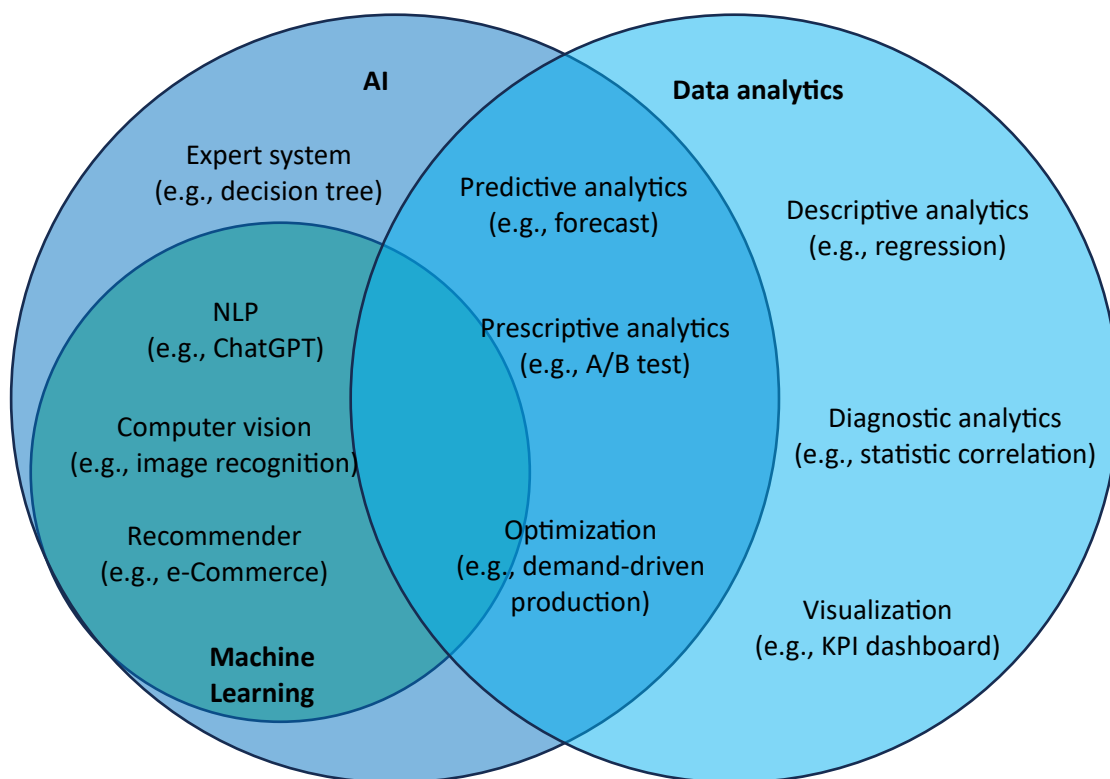 AI
Data analytics
Expert system
(e.g., decision tree)
Predictive analytics
(e.g., forecast)
Descriptive analytics
(e.g., regression)
NLP
(e.g., ChatGPT)
Prescriptive analytics
(e.g., A/B test)
Computer vision
(e.g., image recognition)
Diagnostic analytics
(e.g., statistic correlation)
Recommender
(e.g., e-Commerce)
Optimization
(e.g., demand-driven
production)
Visualization
(e.g., KPI dashboard)
Machine
Learning